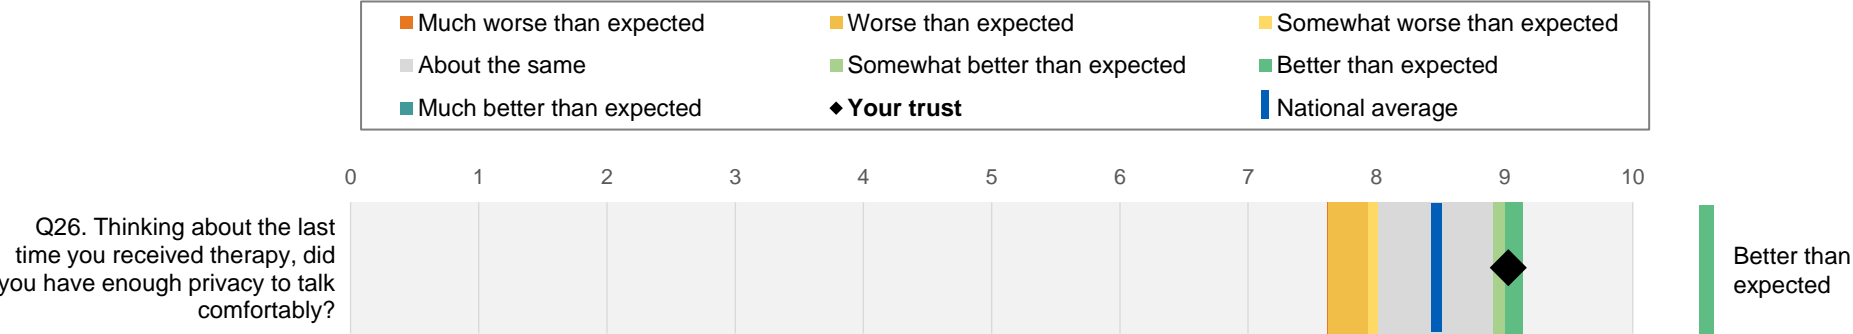 Much worse than expected
Worse than expected
Somewhat worse than expected
About the same
Somewhat better than expected
Better than expected
Much better than expected
Your trust
National average
0 1 2 3 4 5 6 7 8 9 10
Q26. Thinking about the last
time you received therapy, did
you have enough privacy to talk
comfortably?
Better than
expected